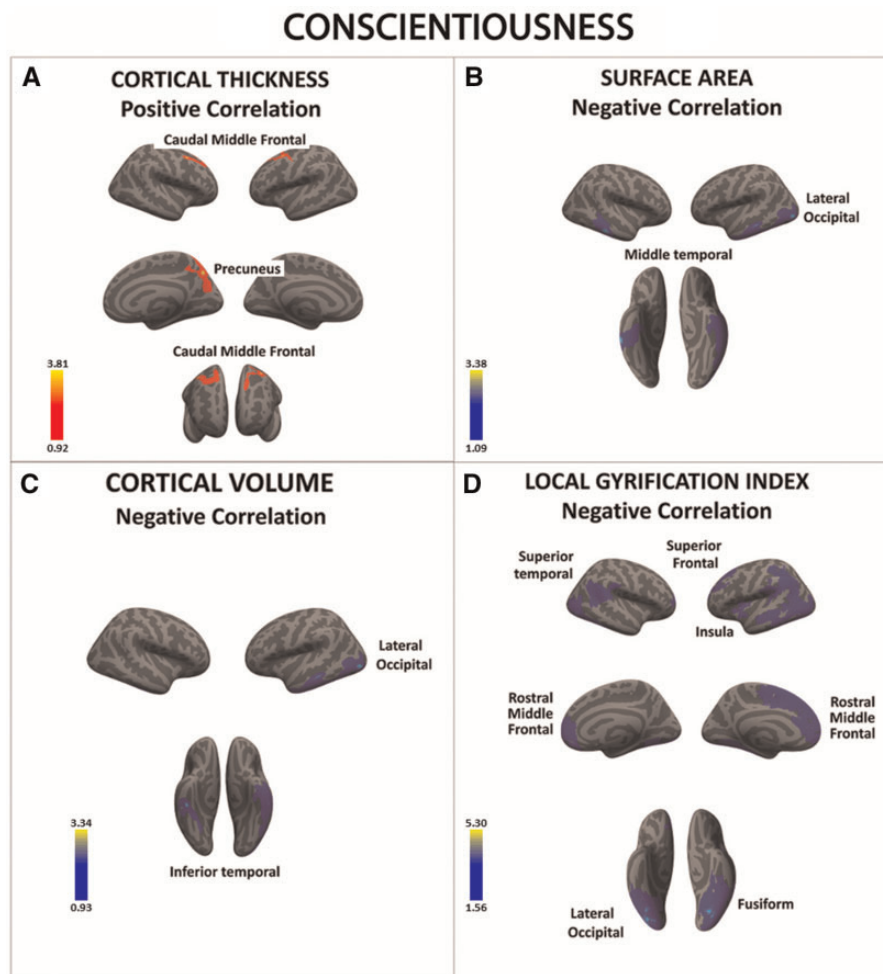 CONSCIENTIOUSNESS
A
CORTICAL THICKNESS
Positive Correlation
Caudal Middle Frontal
Precuneus
Caudal Middle Frontal
3.81
0.92
B
SURFACE AREA
Negative Correlation
Lateral
Occipital
Middle temporal
3.38
1.09
C
CORTICAL VOLUME
Negative Correlation
Lateral
Occipital
3.34
0.93
Inferior temporal
D
LOCAL GYRIFICATION INDEX
Negative Correlation
Superior
temporal
Superior
Frontal
Insula
Rostral
Middle
Frontal
Rostral
Middle
Frontal
5.30
1.56
Lateral
Occipital
Fusiform